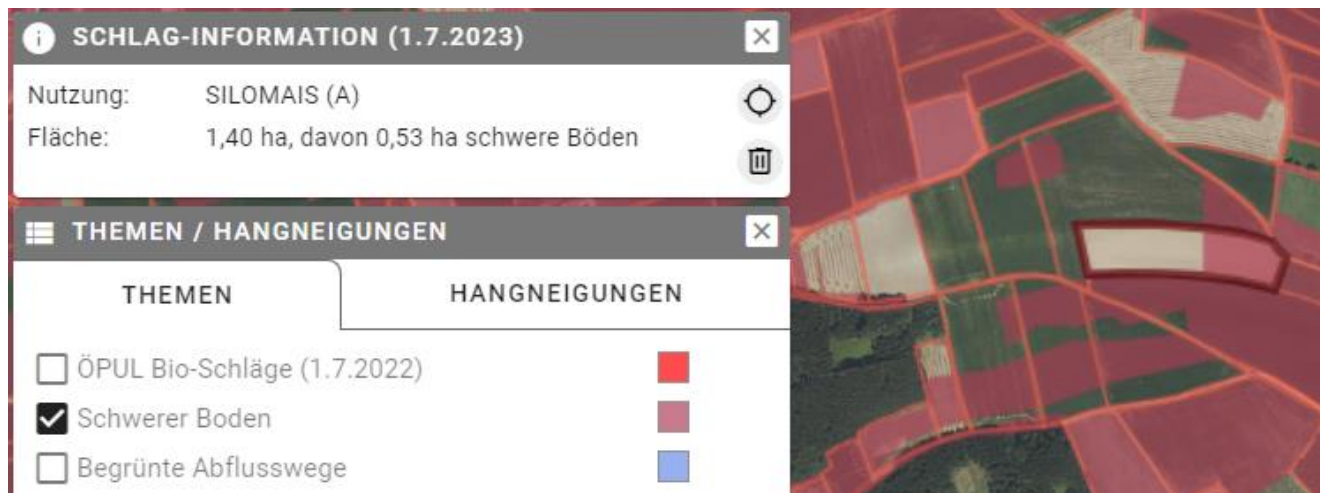 SCHLAG-INFORMATION (1.7.2023)
Nutzung: SILOMAIS (A)
Fläche: 1,40 ha, davon 0,53 ha schwere Böden
THEMEN / HANGNEIGUNGEN
THEMEN HANGNEIGUNGEN
ÖPUL Bio-Schläge (1.7.2022)
Schwerer Boden
Begrünte Abflusswege